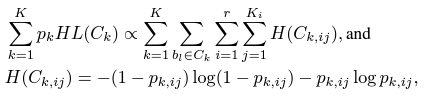 \sum_{k=1}^{K} p_k HL(C_k) \propto \sum_{k=1}^{K} \sum_{b_l \in C_k} \sum_{i=1}^{r} \sum_{j=1}^{K_i} H(C_{k,ij}), and
H(C_{k,ij}) = -(1 - p_{k,ij}) \log(1 - p_{k,ij}) - p_{k,ij} \log p_{k,ij},